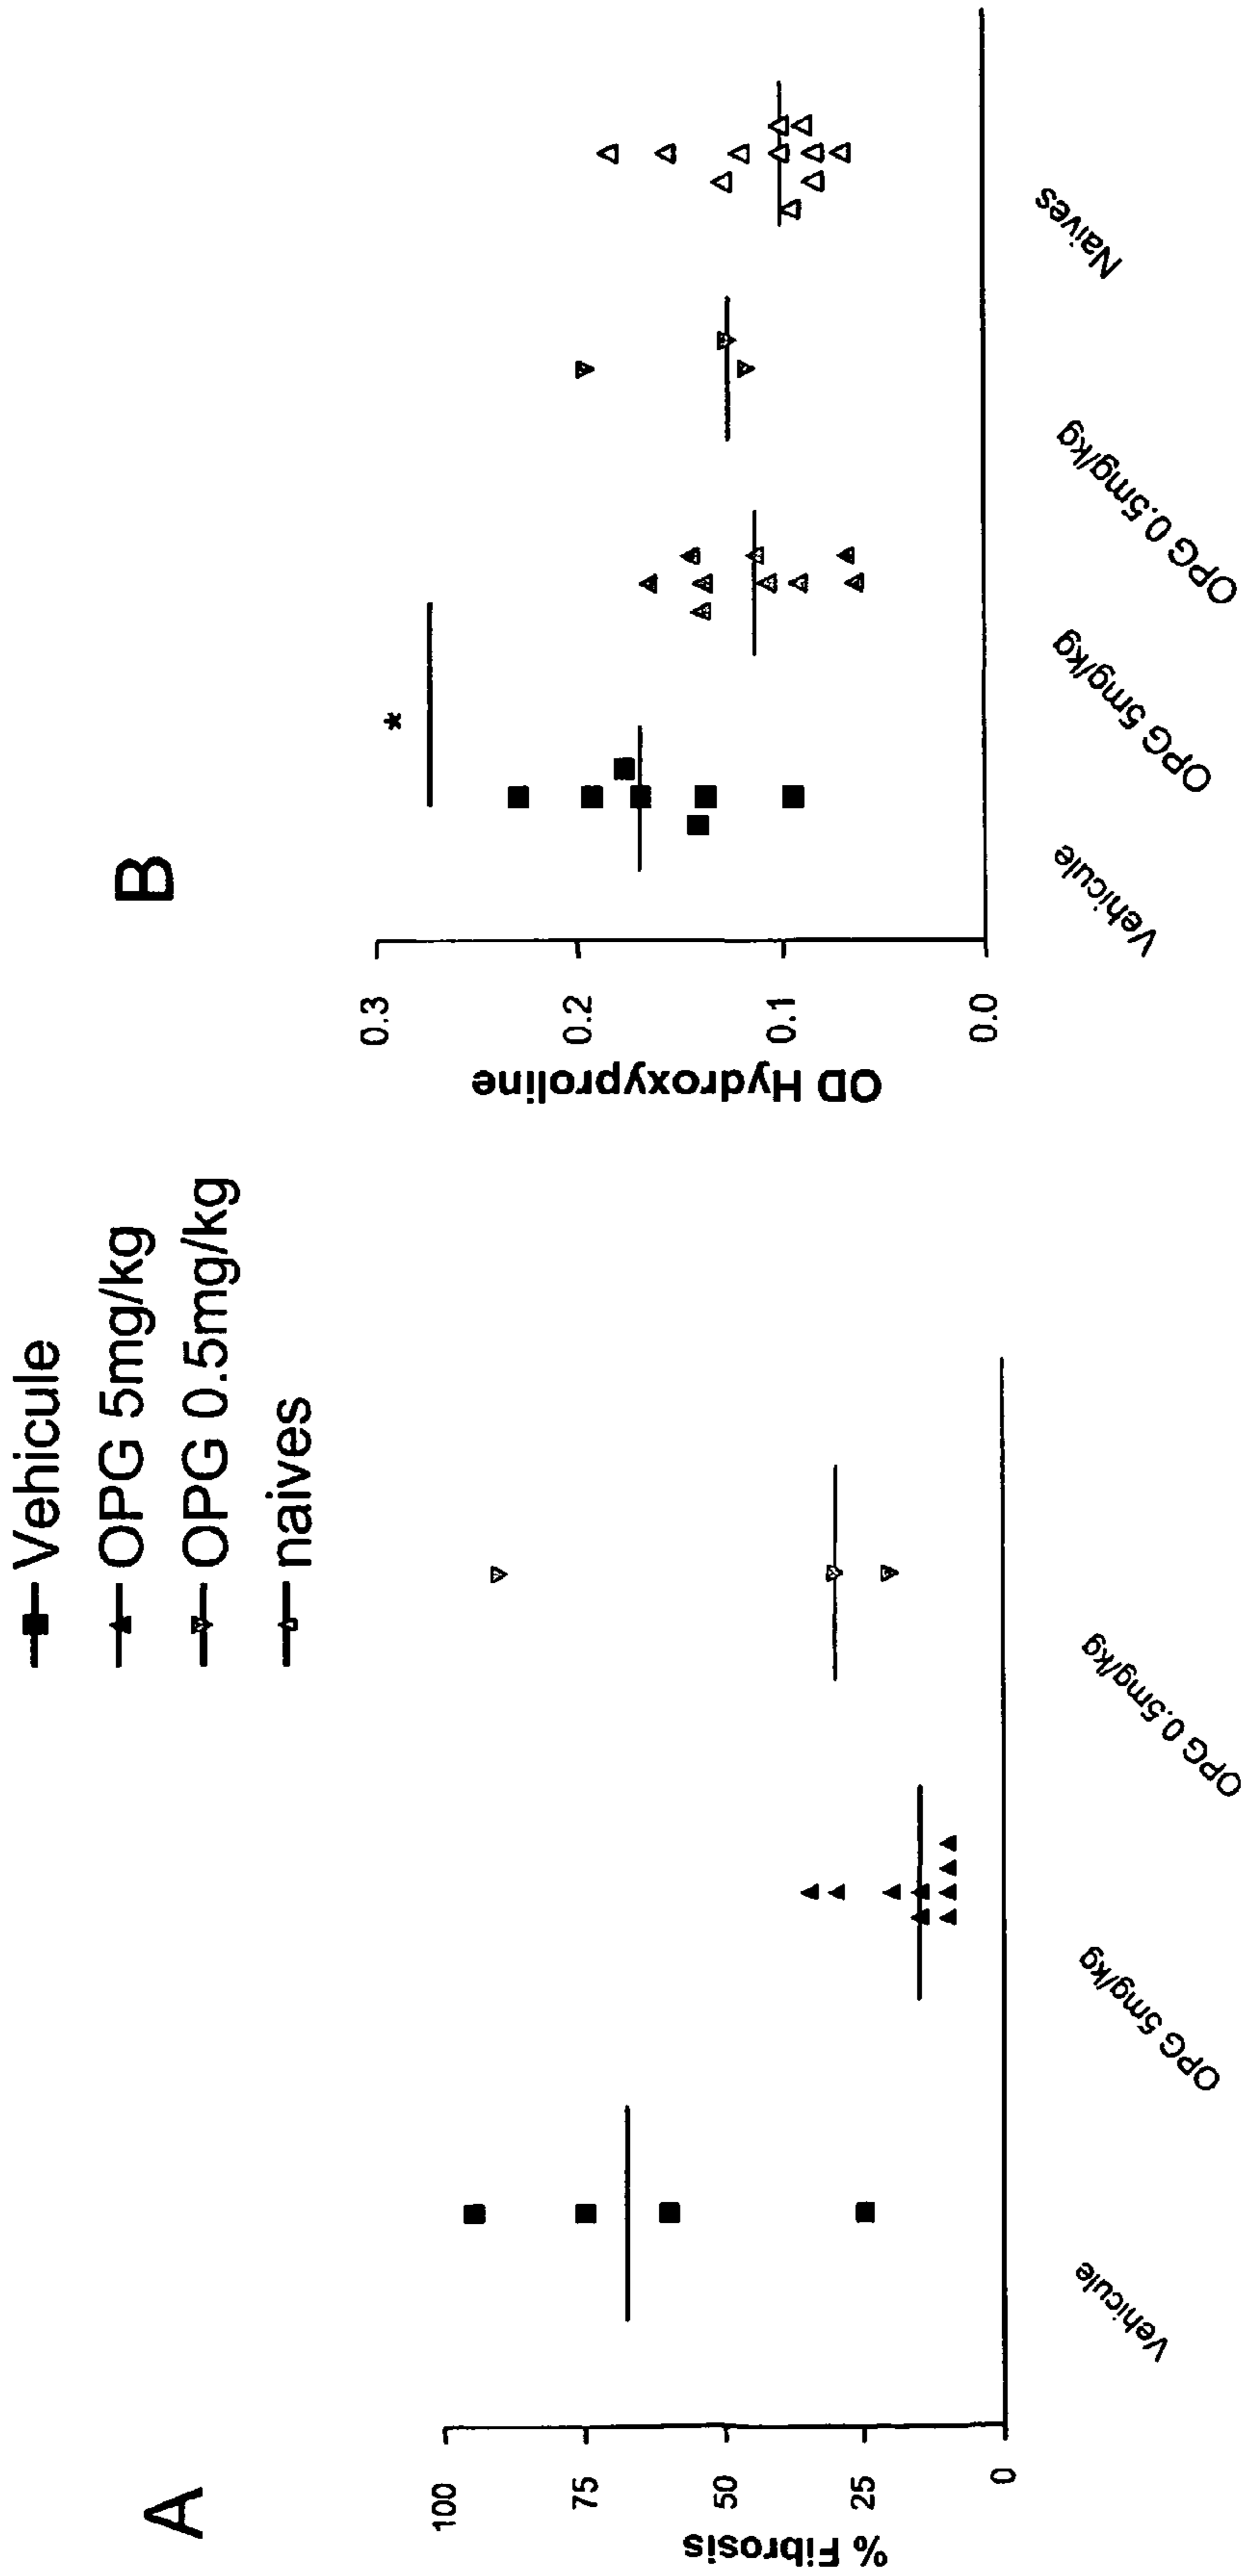 Vehicule
OPG 5mg/kg
OPG 0.5mg/kg
naives
A
% Fibrosis
100
75
50
25
0
Vehicule
OPG 5mg/kg
OPG 0.5mg/kg
B
OD Hydroxyproline
0.3
0.2
0.1
0.0
*
Vehicule
OPG 5mg/kg
OPG 0.5mg/kg
Naives